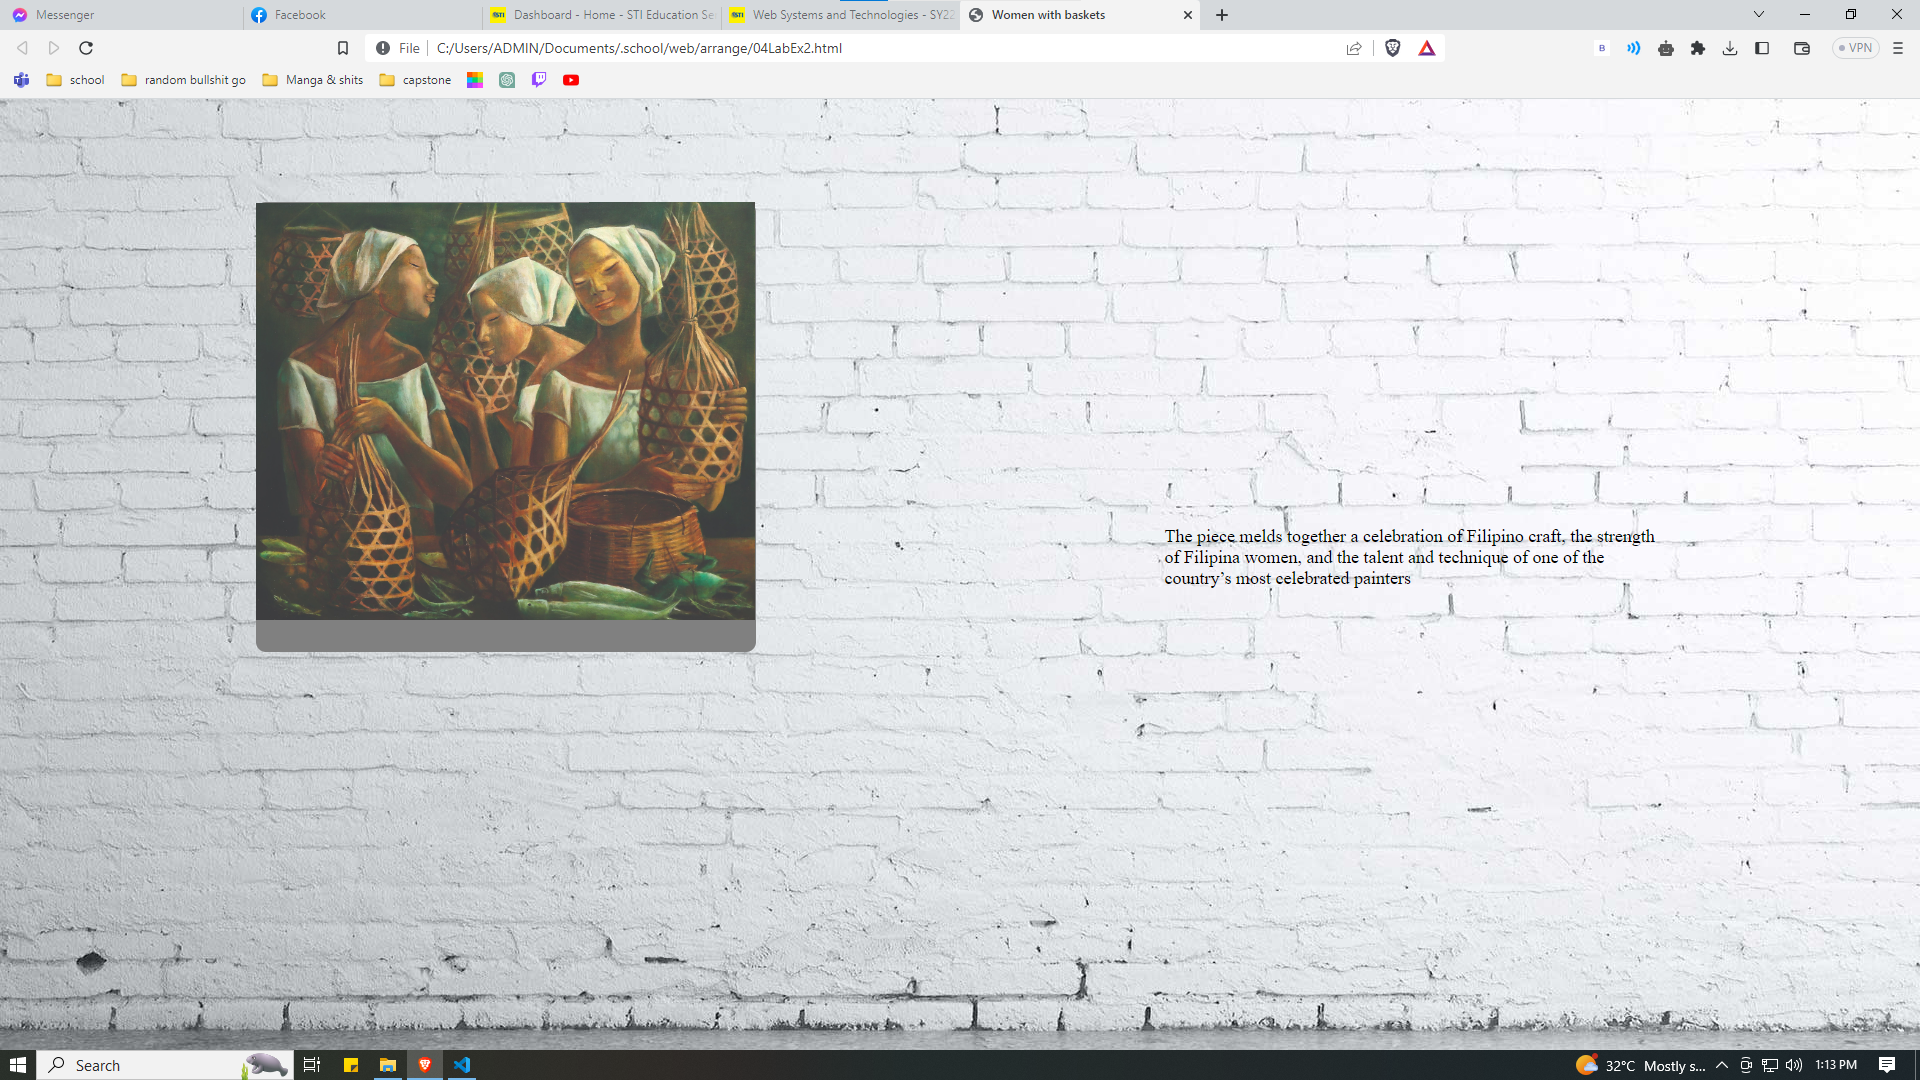 Messenger
Facebook
Dashboard - Home - STI Education Se
Web Systems and Technologies - SY22
Women with baskets
File
C:/Users/ADMIN/Documents/.school/web/arrange/04LabEx2.html
B
VPN
school
random bullshit go
Manga & shits
capstone
The piece melds together a celebration of Filipino craft, the strength
of Filipina women, and the talent and technique of one of the
country’s most celebrated painters
Search
32°C Mostly s...
1:13 PM